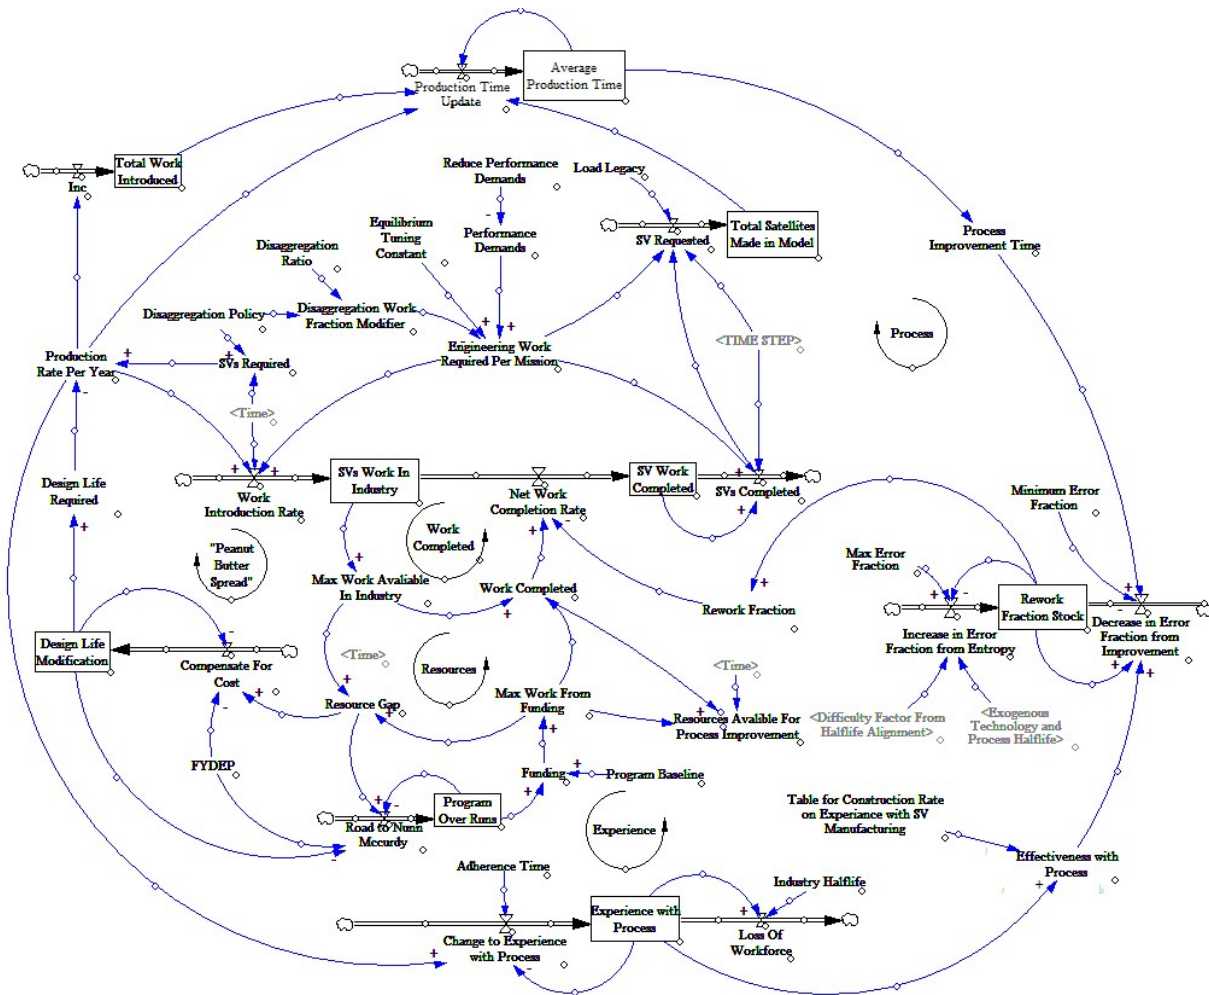 Average
Production Time
Production Time
Update
Total Work
Introduced
Inc
Reduce Performance
Demands
Load Legacy
Equilibrium
Tuning
Constant
Performance
Demands
SV Requested
Total Satellites
Made in Model
Process
Improvement Time
Disaggregation
Ratio
Disaggregation Policy
Disaggregation Work
Fraction Modifier
Process
Production
Rate Per Year
SVs Required
Engineering Work
Required Per Mission
<TIME STEP>
<Time>
Design Life
Required
Work
Introduction Rate
SVs Work In
Industry
Net Work
Completion Rate
SV Work
Completed
SVs Completed
Minimum Error
Fraction
"Peanut
Butter
Spread"
Work
Completed
Max Work Avaliable
In Industry
Work Completed
Rework Fraction
Max Error
Fraction
Rework
Fraction Stock
Increase in Error
Fraction from Entropy
Decrease in Error
Fraction from
Improvement
Design Life
Modification
Compensate For
Cost
<Time>
Resources
<Time>
Resource Gap
Max Work From
Funding
Resources Avalible For
Process Improvement
<Difficulty Factor From
Halflife Alignment>
<Exogenous
Technology and
Process Halflife>
FYDEP
Funding
Program Baseline
Program
Over Runs
Road to Nunn
Mccurdy
Experience
Table for Construction Rate
on Experiance with SV
Manufacturing
Effectiveness with
Process
Adherence Time
Industry Halflife
Experience with
Process
Change to Experience
with Process
Loss Of
Workforce